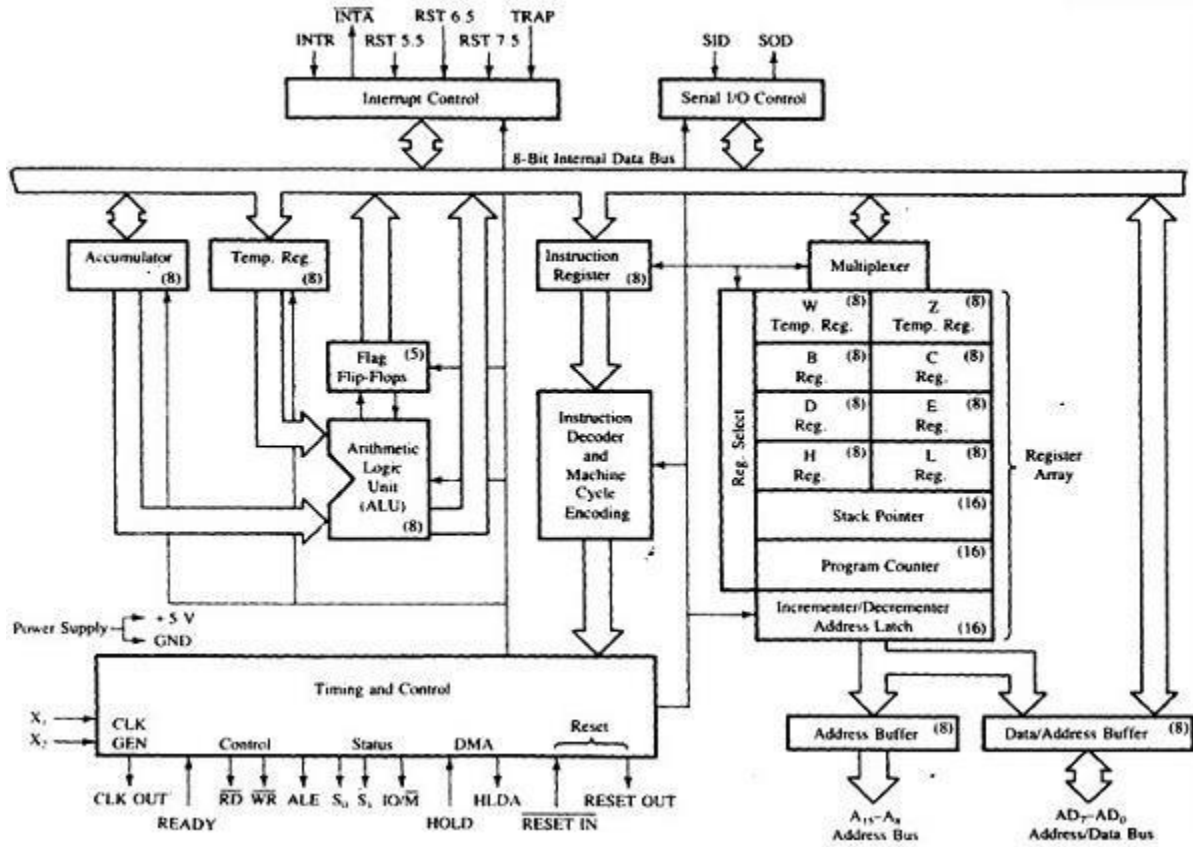 INTA RST 6.5 TRAP
INTR RST 5.5 RST 7.5 SID SOD
Interrupt Control Serial I/O Control
8-Bit Internal Data Bus
Accumulator
(8)
Temp. Reg.
(8)
Instruction
Register (8)
Multiplexer
W (8)
Temp. Reg.
Z (8)
Temp. Reg.
Flag (5)
Flip-Flops
B (8)
Reg.
C (8)
Reg.
D (8)
Reg.
E (8)
Reg.
H (8)
Reg.
L (8)
Reg.
Reg. Select
Register
Array
Arithmetic
Logic
Unit
(ALU)
(8)
Instruction
Decoder
and
Machine
Cycle
Encoding
(16)
Stack Pointer
(16)
Program Counter
Incrementer/Decrementer
Address Latch (16)
Power Supply
+5 V
GND
Timing and Control
X₁
X₂
CLK
GEN
Control Status DMA Reset
Address Buffer (8)
Data/Address Buffer (8)
CLK OUT RD WR ALE S₀ S₁ IO/M HLDA RESET OUT
READY HOLD RESET IN
A₁₅–A₈
Address Bus
AD₇–AD₀
Address/Data Bus